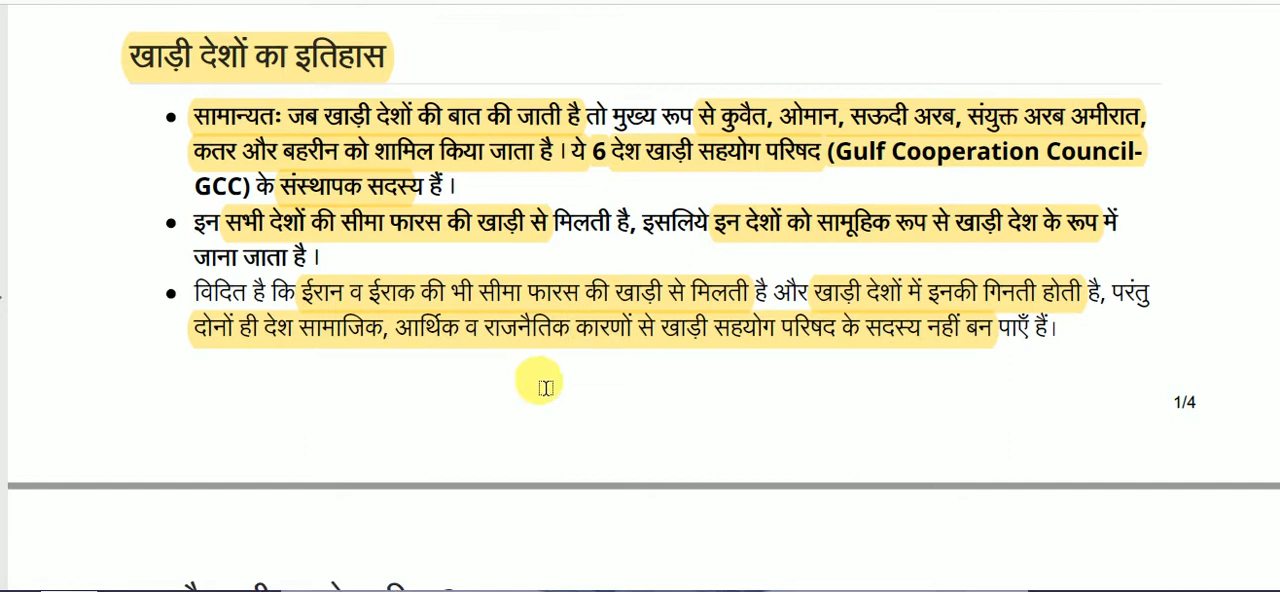 खाड़ी देशों का इतिहास
• सामान्यतः जब खाड़ी देशों की बात की जाती है तो मुख्य रूप से कुवैत, ओमान, सऊदी अरब, संयुक्त अरब अमीरात,
कतर और बहरीन को शामिल किया जाता है। ये 6 देश खाड़ी सहयोग परिषद (Gulf Cooperation Council-
GCC) के संस्थापक सदस्य हैं।
• इन सभी देशों की सीमा फारस की खाड़ी से मिलती है, इसलिये इन देशों को सामूहिक रूप से खाड़ी देश के रूप में
जाना जाता है।
• विदित है कि ईरान व ईराक की भी सीमा फारस की खाड़ी से मिलती है और खाड़ी देशों में इनकी गिनती होती है, परंतु
दोनों ही देश सामाजिक, आर्थिक व राजनैतिक कारणों से खाड़ी सहयोग परिषद के सदस्य नहीं बन पाएँ हैं।
1/4